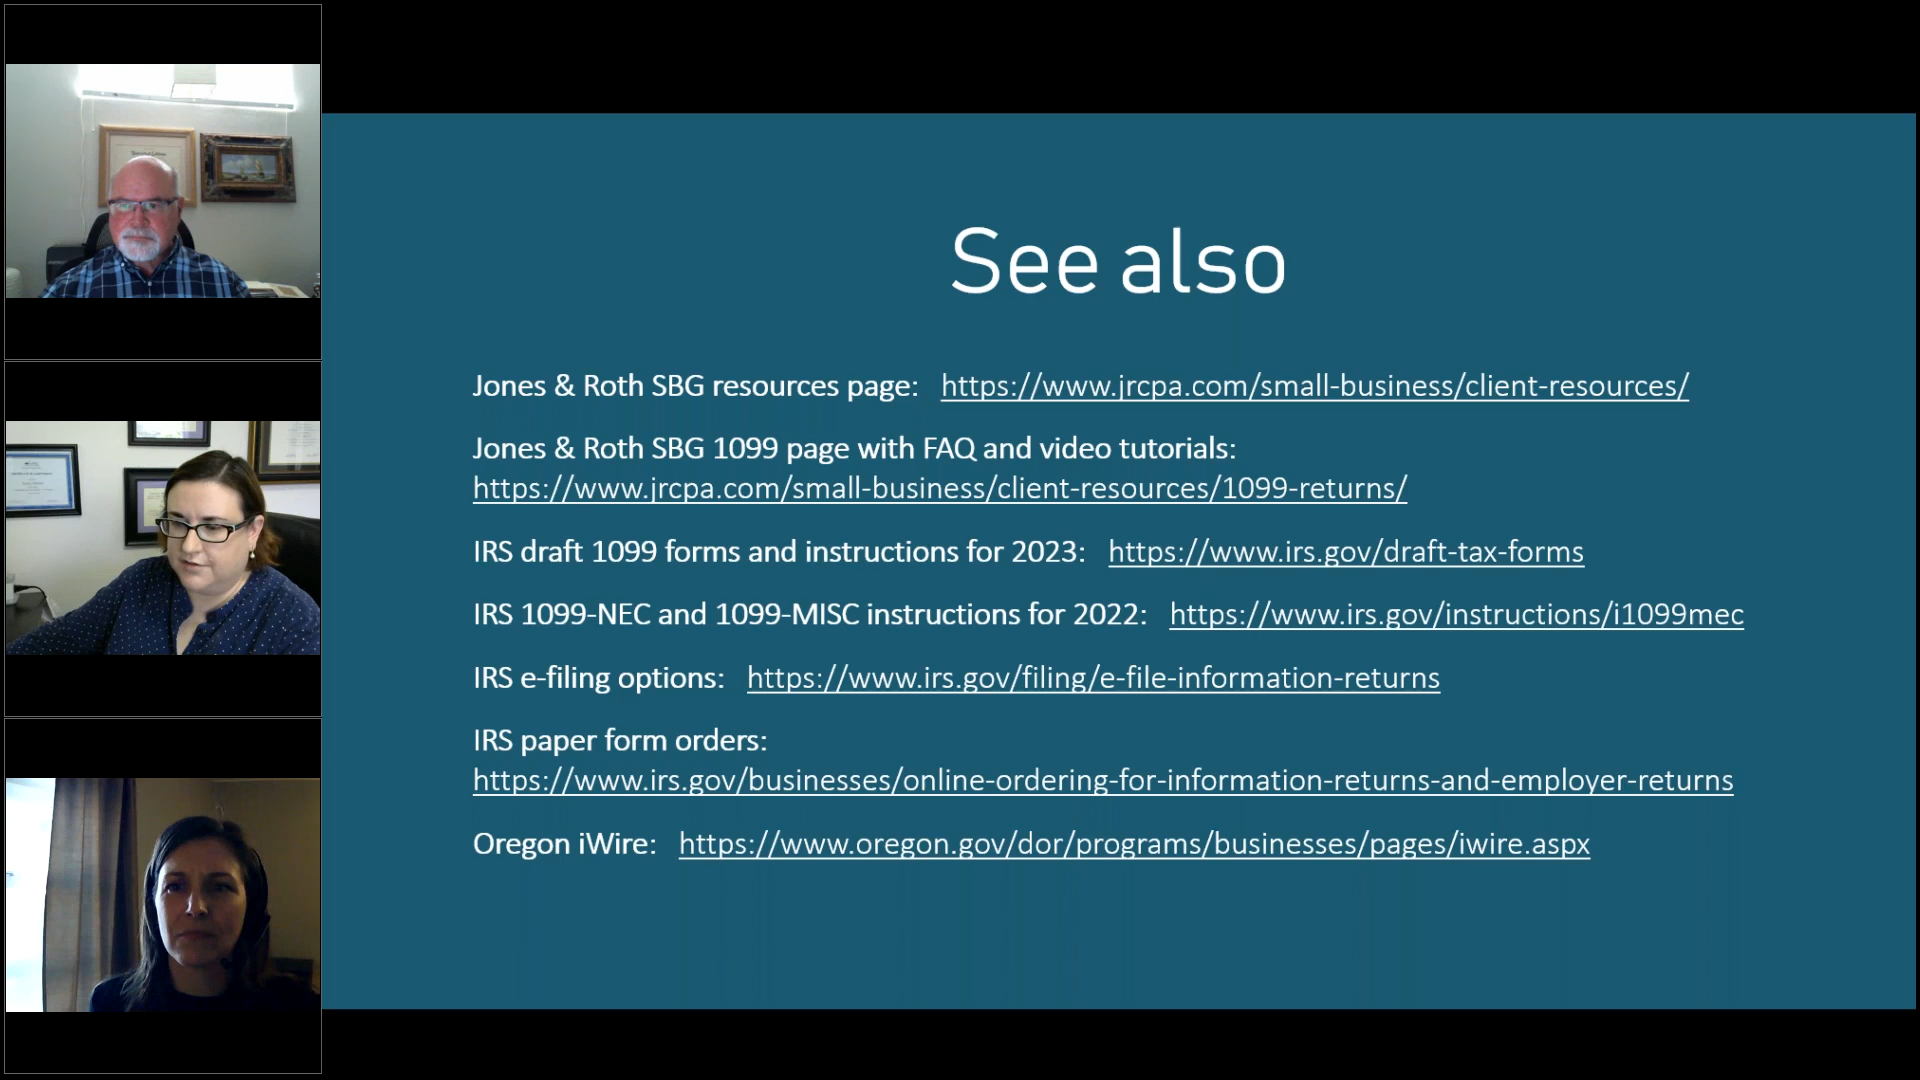 See also
Jones & Roth SBG resources page: https://www.jrcpa.com/small-business/client-resources/
Jones & Roth SBG 1099 page with FAQ and video tutorials:
https://www.jrcpa.com/small-business/client-resources/1099-returns/
IRS draft 1099 forms and instructions for 2023: https://www.irs.gov/draft-tax-forms
IRS 1099-NEC and 1099-MISC instructions for 2022: https://www.irs.gov/instructions/i1099mec
IRS e-filing options: https://www.irs.gov/filing/e-file-information-returns
IRS paper form orders:
https://www.irs.gov/businesses/online-ordering-for-information-returns-and-employer-returns
Oregon iWire: https://www.oregon.gov/dor/programs/businesses/pages/iwire.aspx